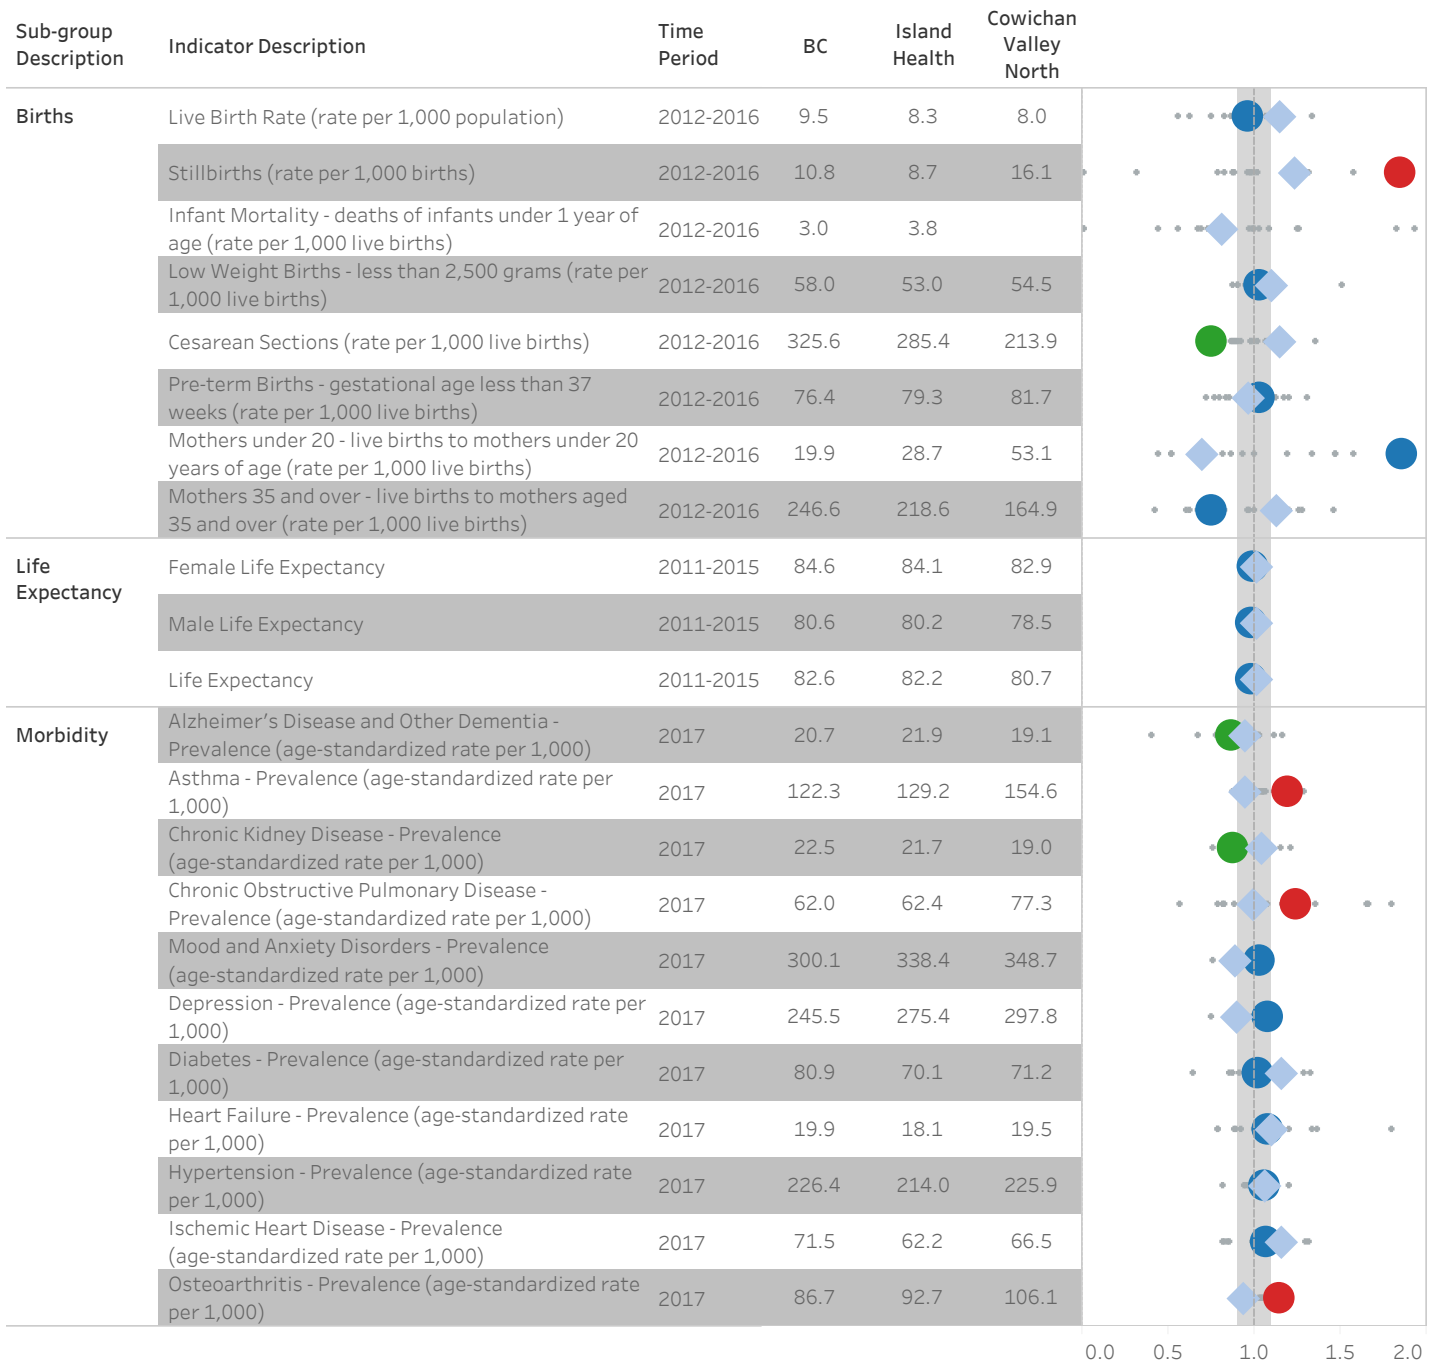 Sub-group Description Indicator Description Time Period BC Island Health Cowichan Valley North
Births Live Birth Rate (rate per 1,000 population) 2012-2016 9.5 8.3 8.0
Stillbirths (rate per 1,000 births) 2012-2016 10.8 8.7 16.1
Infant Mortality - deaths of infants under 1 year of
age (rate per 1,000 live births) 2012-2016 3.0 3.8
Low Weight Births - less than 2,500 grams (rate per
1,000 live births) 2012-2016 58.0 53.0 54.5
Cesarean Sections (rate per 1,000 live births) 2012-2016 325.6 285.4 213.9
Pre-term Births - gestational age less than 37
weeks (rate per 1,000 live births) 2012-2016 76.4 79.3 81.7
Mothers under 20 - live births to mothers under 20
years of age (rate per 1,000 live births) 2012-2016 19.9 28.7 53.1
Mothers 35 and over - live births to mothers aged
35 and over (rate per 1,000 live births) 2012-2016 246.6 218.6 164.9
Life Expectancy Female Life Expectancy 2011-2015 84.6 84.1 82.9
Male Life Expectancy 2011-2015 80.6 80.2 78.5
Life Expectancy 2011-2015 82.6 82.2 80.7
Morbidity Alzheimer's Disease and Other Dementia -
Prevalence (age-standardized rate per 1,000) 2017 20.7 21.9 19.1
Asthma - Prevalence (age-standardized rate per
1,000) 2017 122.3 129.2 154.6
Chronic Kidney Disease - Prevalence
(age-standardized rate per 1,000) 2017 22.5 21.7 19.0
Chronic Obstructive Pulmonary Disease -
Prevalence (age-standardized rate per 1,000) 2017 62.0 62.4 77.3
Mood and Anxiety Disorders - Prevalence
(age-standardized rate per 1,000) 2017 300.1 338.4 348.7
Depression - Prevalence (age-standardized rate per
1,000) 2017 245.5 275.4 297.8
Diabetes - Prevalence (age-standardized rate per
1,000) 2017 80.9 70.1 71.2
Heart Failure - Prevalence (age-standardized rate
per 1,000) 2017 19.9 18.1 19.5
Hypertension - Prevalence (age-standardized rate
per 1,000) 2017 226.4 214.0 225.9
Ischemic Heart Disease - Prevalence
(age-standardized rate per 1,000) 2017 71.5 62.2 66.5
Osteoarthritis - Prevalence (age-standardized rate
per 1,000) 2017 86.7 92.7 106.1
0.0 0.5 1.0 1.5 2.0